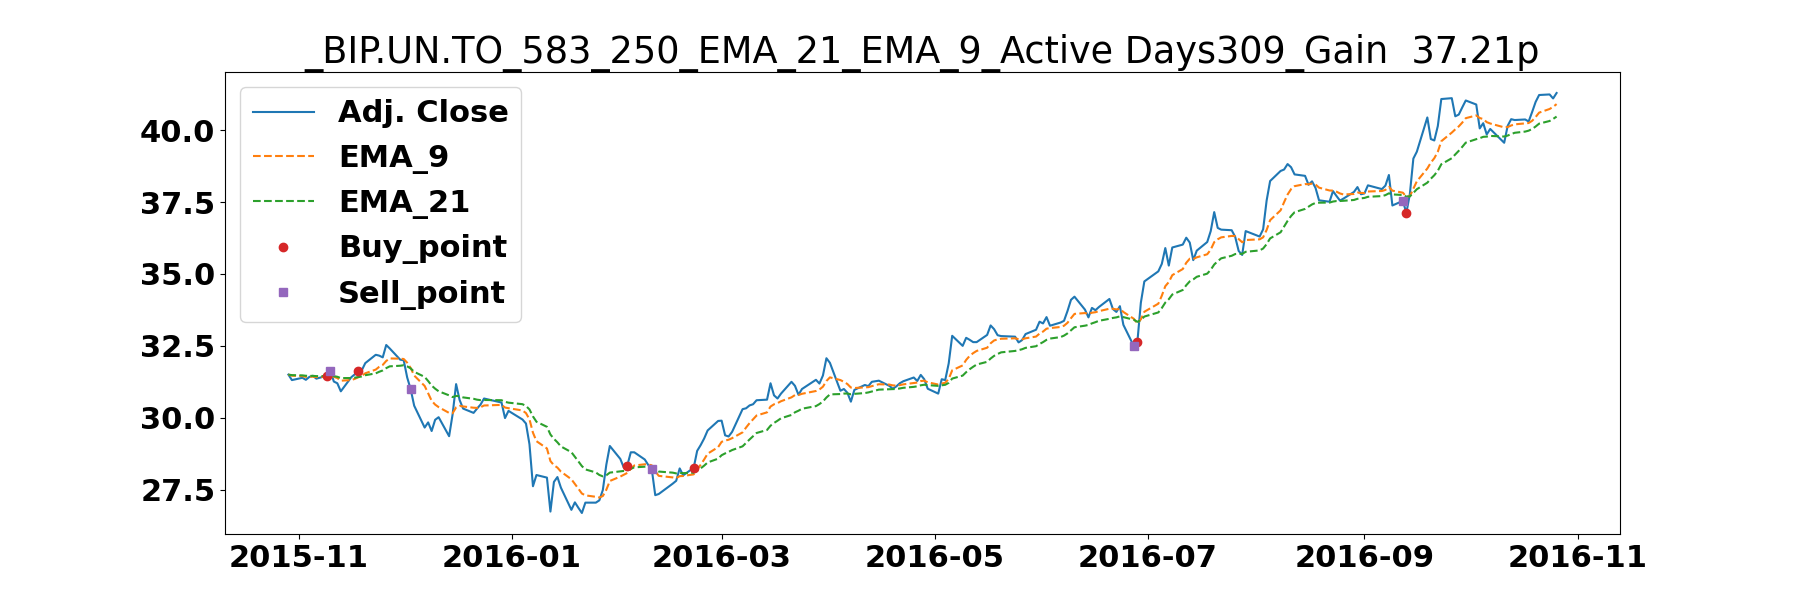 _BIP.UN.TO_583_250_EMA_21_EMA_9_Active Days309_Gain  37.21p
Adj. Close
EMA_9
EMA_21
Buy_point
Sell_point
40.0
37.5
35.0
32.5
30.0
27.5
2015-11 2016-01 2016-03 2016-05 2016-07 2016-09 2016-11